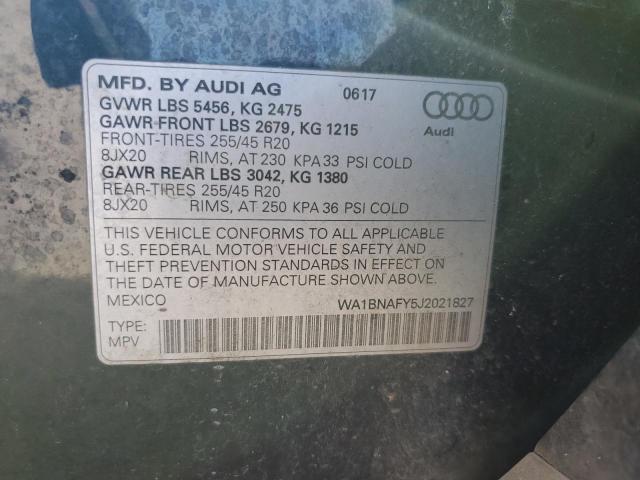 MFD. BY AUDI AG 0617
GVWR LBS 5456, KG 2475
GAWR FRONT LBS 2679, KG 1215
FRONT-TIRES 255/45 R20
8JX20 RIMS, AT 230 KPA 33 PSI COLD
GAWR REAR LBS 3042, KG 1380
REAR-TIRES 255/45 R20
8JX20 RIMS, AT 250 KPA 36 PSI COLD
Audi
THIS VEHICLE CONFORMS TO ALL APPLICABLE
U.S. FEDERAL MOTOR VEHICLE SAFETY AND
THEFT PREVENTION STANDARDS IN EFFECT ON
THE DATE OF MANUFACTURE SHOWN ABOVE.
MEXICO WA1BNAFY5J2021827
TYPE:
MPV